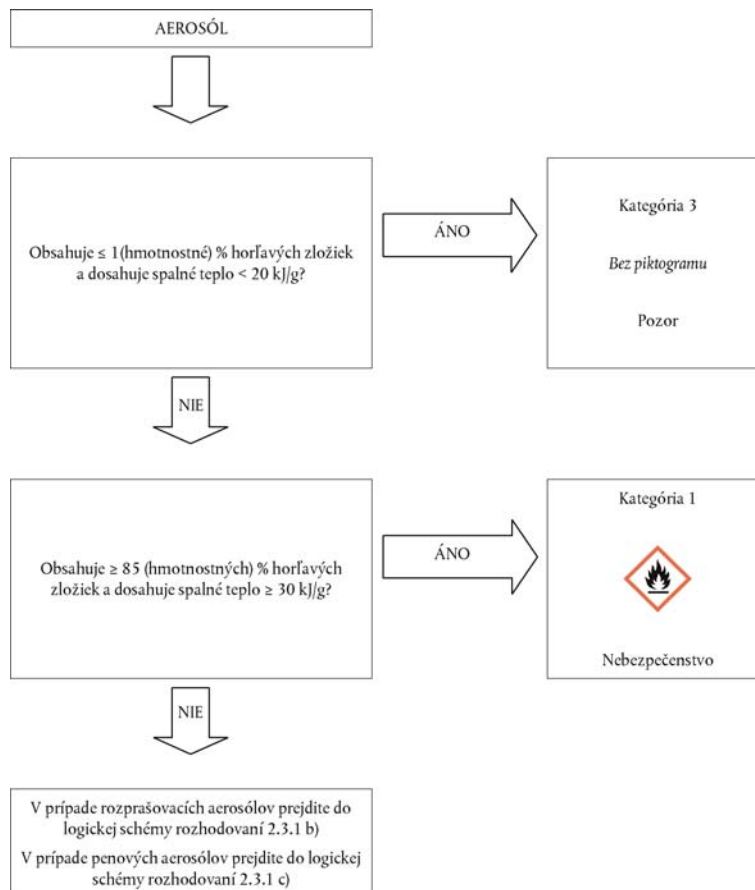 AEROSÓL
Obsahuje ≤ 1(hmotnostné) % horľavých zložiek
a dosahuje spalné teplo < 20 kJ/g?
ÁNO
Kategória 3
Bez piktogramu
Pozor
NIE
Obsahuje ≥ 85 (hmotnostných) % horľavých
zložiek a dosahuje spalné teplo ≥ 30 kJ/g?
ÁNO
Kategória 1
Nebezpečenstvo
NIE
V prípade rozprašovacích aerosólov prejdite do
logickej schémy rozhodovaní 2.3.1 b)
V prípade penových aerosólov prejdite do logickej
schémy rozhodovaní 2.3.1 c)